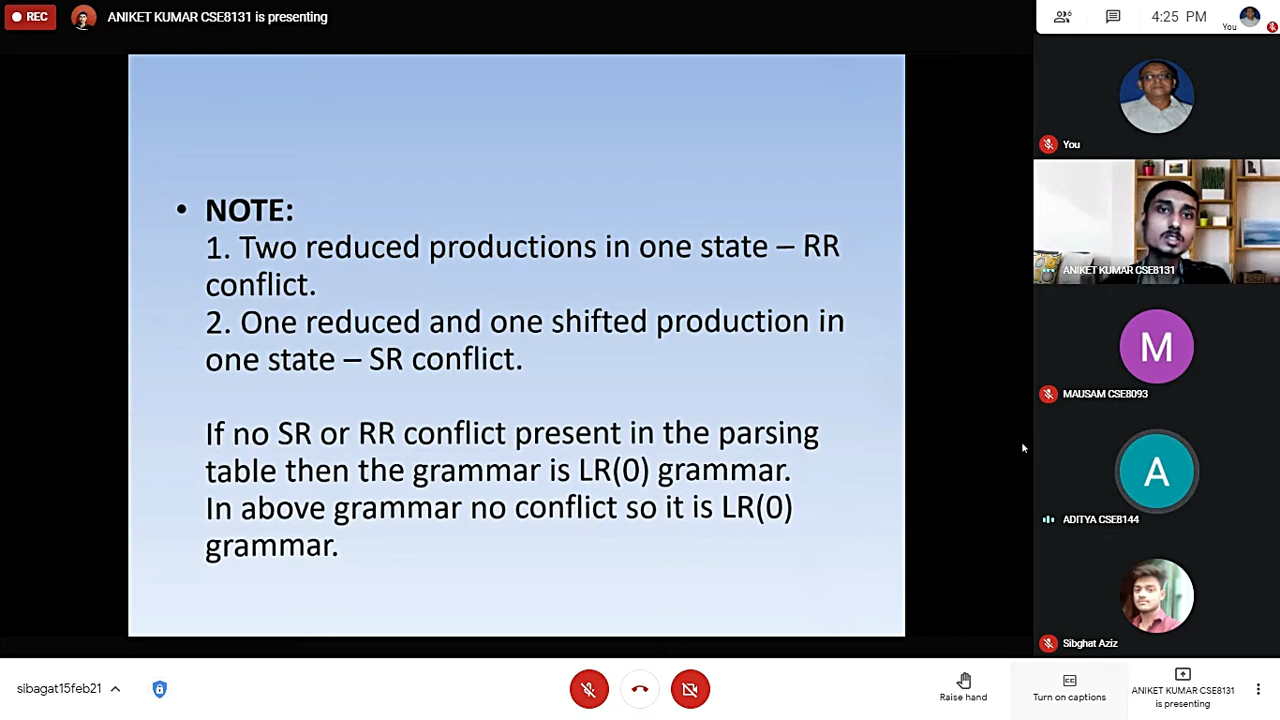 REC
ANIKET KUMAR CSE8131 is presenting
6
4:25 PM
You
• NOTE:
1. Two reduced productions in one state – RR
conflict.
2. One reduced and one shifted production in
one state – SR conflict.
If no SR or RR conflict present in the parsing
table then the grammar is LR(0) grammar.
In above grammar no conflict so it is LR(0)
grammar.
You
ANIKET KUMAR CSE8131
M
MAUSAM CSE8093
A
ADITYA CSE8144
Sibghat Aziz
sibagat15feb21
Raise hand
Turn on captions
ANIKET KUMAR CSE8131
is presenting